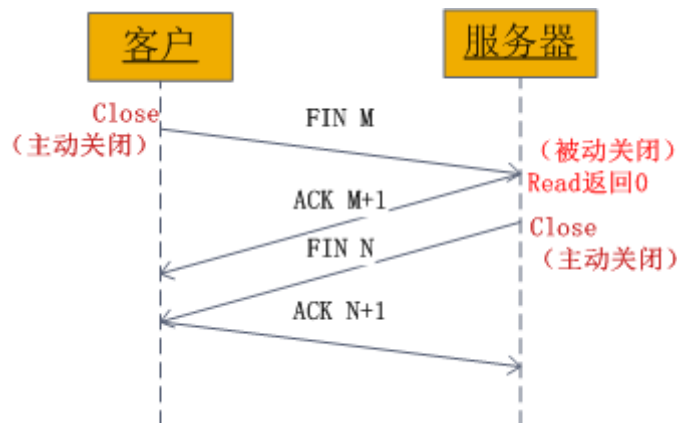 客户
服务器
Close
（主动关闭）
FIN M
（被动关闭）
Read返回0
ACK M+1
Close
（主动关闭）
FIN N
ACK N+1